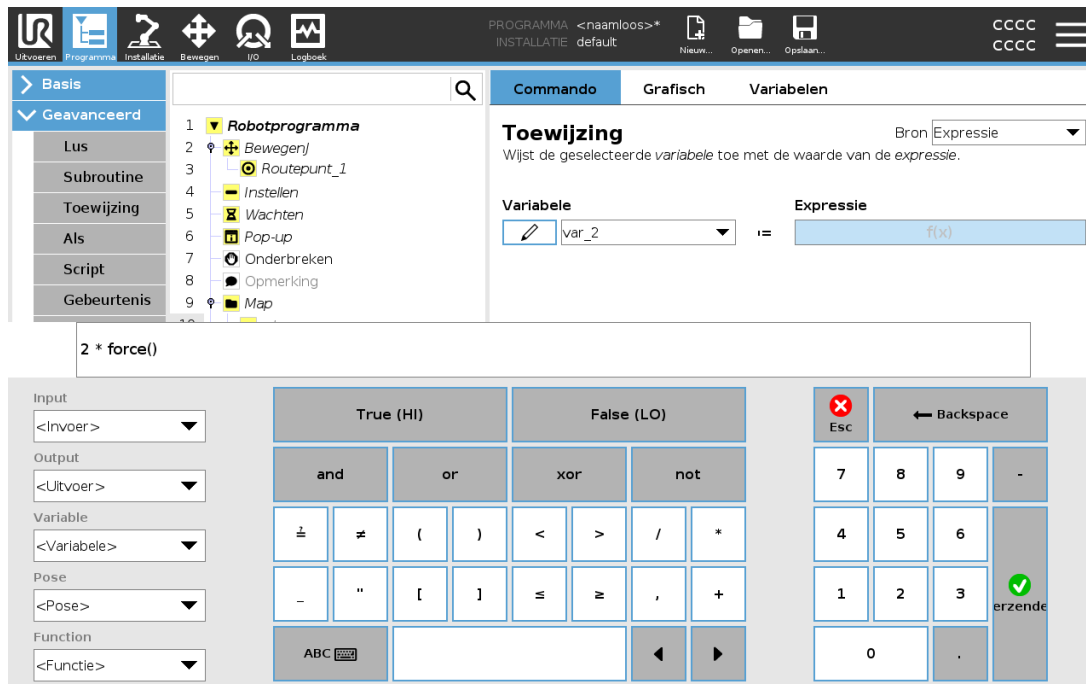 PROGRAMMA <naamloos>*
INSTALLATIE default
UR
Uitvoeren Programma Installatie Bewegen I/O Logboek
Nieuw... Openen... Opslaan...
CCCC
CCCC
Basis
Geavanceerd
Lus
Subroutine
Toewijzing
Als
Script
Gebeurtenis
1 Robotprogramma
2 BewegenJ
3 Routepunt_1
4 Instellen
5 Wachten
6 Pop-up
7 Onderbreken
8 Opmerking
9 Map
Commando Grafisch Variabelen
Toewijzing Bron Expressie
Wijst de geselecteerde variabele toe met de waarde van de expressie.
Variabele Expressie
var_2 := f(x)
2 * force()
Input
<Invoer>
Output
<Uitvoer>
Variable
<Variabele>
Pose
<Pose>
Function
<Functie>
True (HI) False (LO)
and or xor not
≟ ≠ ( ) < > / *
_ " [ ] ≤ ≥ , +
ABC
Esc Backspace
7 8 9 -
4 5 6
1 2 3 erzende
0 .